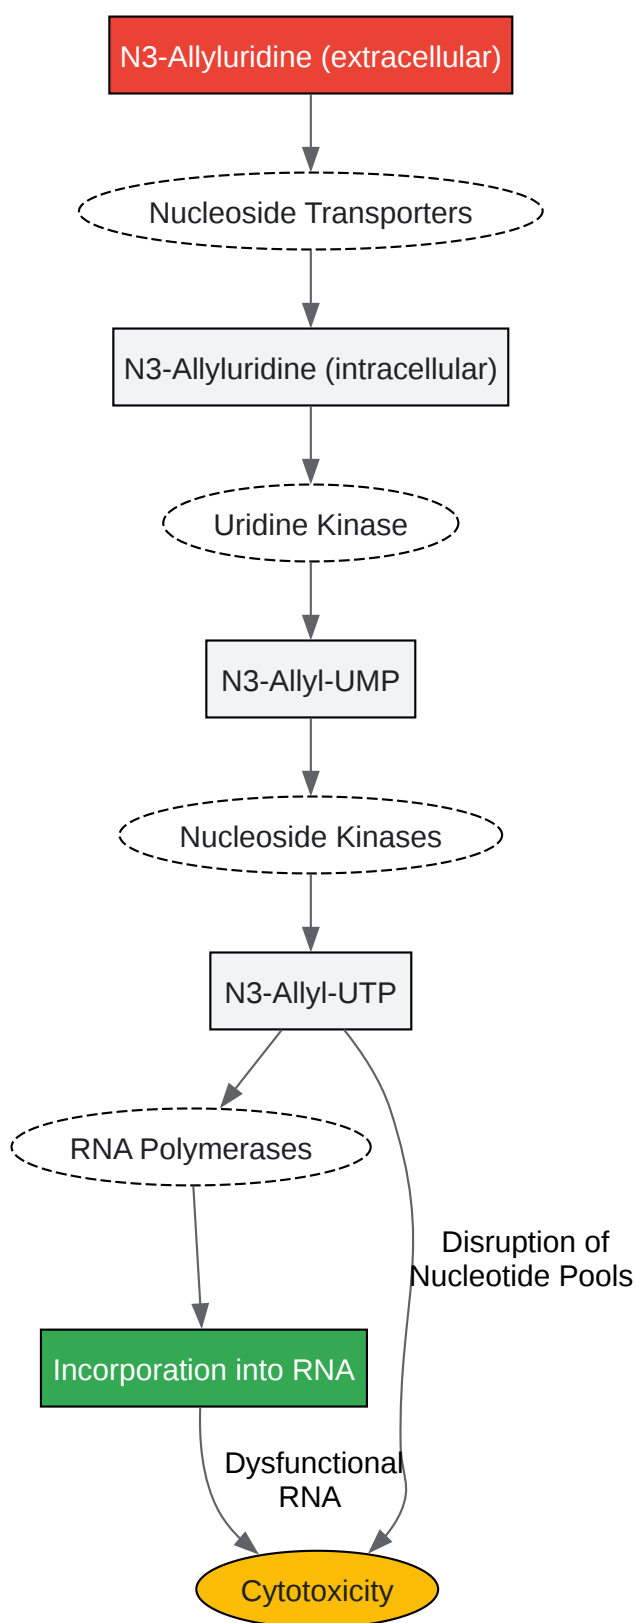 N3-Allyluridine (extracellular)
Nucleoside Transporters
N3-Allyluridine (intracellular)
Uridine Kinase
N3-Allyl-UMP
Nucleoside Kinases
N3-Allyl-UTP
RNA Polymerases
Disruption of
Nucleotide Pools
Incorporation into RNA
Dysfunctional
RNA
Cytotoxicity